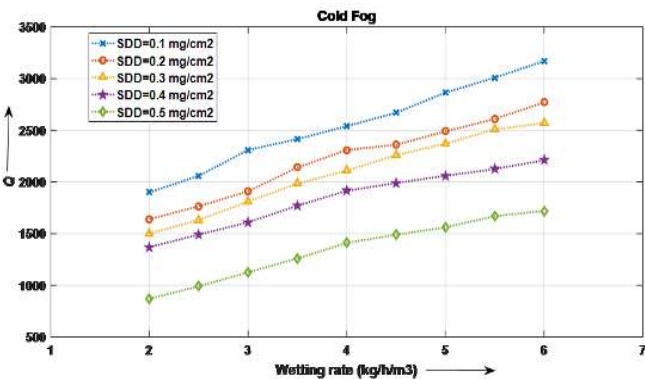 Cold Fog
3500
3000
2500
2000
1500
1000
500
Q
SDD=0.1 mg/cm2
SDD=0.2 mg/cm2
SDD=0.3 mg/cm2
SDD=0.4 mg/cm2
SDD=0.5 mg/cm2
1 2 3 4 5 6 7
Wetting rate (kg/h/m3)